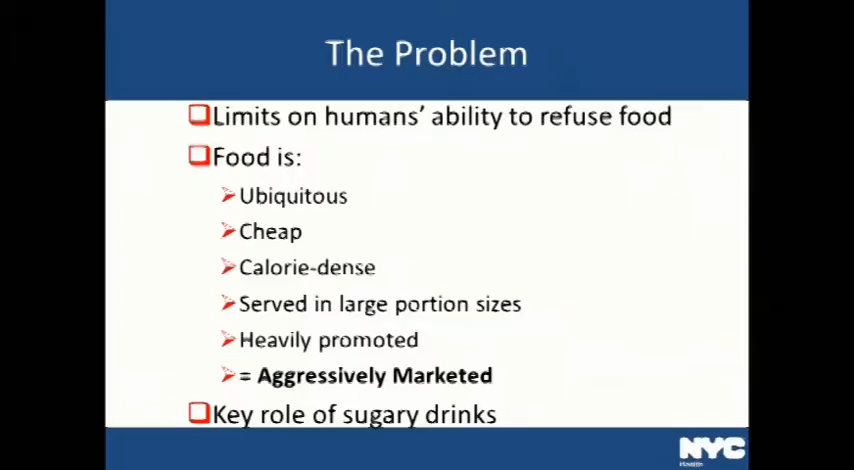 The Problem
Limits on humans' ability to refuse food
Food is:
Ubiquitous
Cheap
Calorie-dense
Served in large portion sizes
Heavily promoted
= Aggressively Marketed
Key role of sugary drinks
NYC
Health